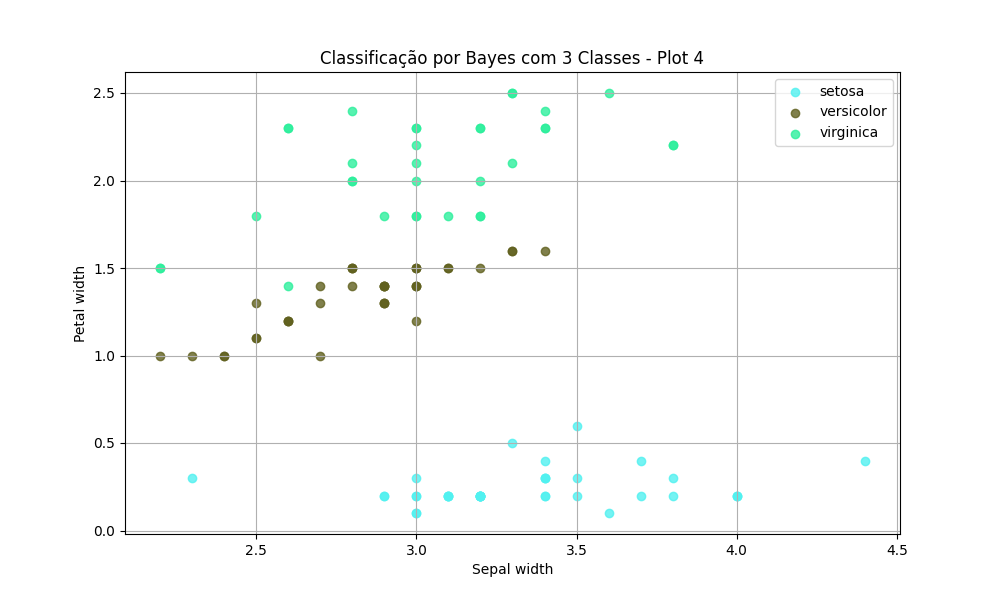 Classificação por Bayes com 3 Classes - Plot 4
setosa
versicolor
virginica
Petal width
2.5
2.0
1.5
1.0
0.5
0.0
2.5
3.0
3.5
4.0
4.5
Sepal width